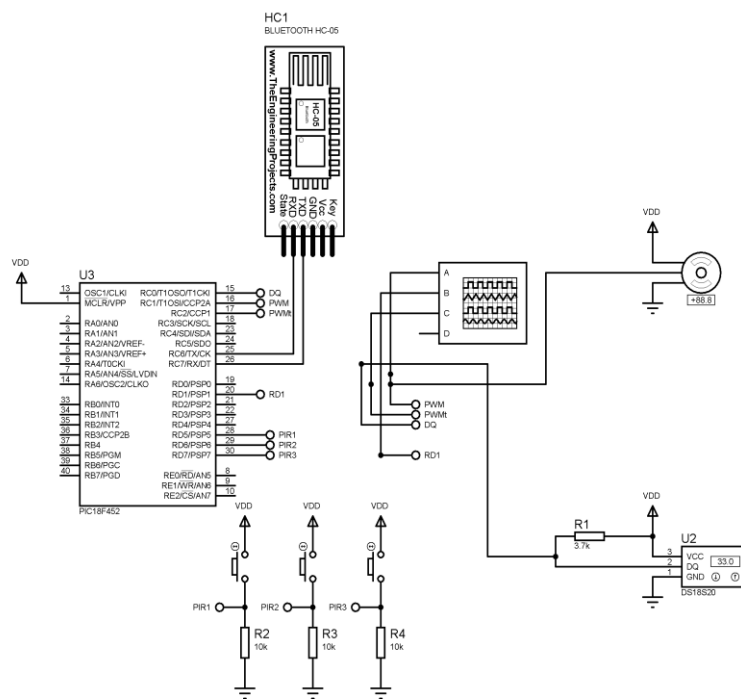 HC1
BLUETOOTH HC-05
www.TheEngineeringProjects.com
HC-05
Bluetooth
State
RXD
TXD
GND
Vcc
Key
VDD
U3
13 OSC1/CLKI
1 MCLR/VPP
2 RA0/AN0
3 RA1/AN1
4 RA2/AN2/VREF-
5 RA3/AN3/VREF+
6 RA4/T0CKI
7 RA5/AN4/SS/LVDIN
14 RA6/OSC2/CLKO
33 RB0/INT0
34 RB1/INT1
35 RB2/INT2
36 RB3/CCP2B
37 RB4
38 RB5/PGM
39 RB6/PGC
40 RB7/PGD
RC0/T1OSO/T1CKI 15 DQ
RC1/T1OSI/CCP2A 16 PWM
RC2/CCP1 17 PWMt
RC3/SCK/SCL 18
RC4/SDI/SDA 23
RC5/SDO 24
RC6/TX/CK 25
RC7/RX/DT 26
RD0/PSP0 19
RD1/PSP1 20 RD1
RD2/PSP2 21
RD3/PSP3 22
RD4/PSP4 27
RD5/PSP5 28 PIR1
RD6/PSP6 29 PIR2
RD7/PSP7 30 PIR3
RE0/RD/AN5 8
RE1/WR/AN6 9
RE2/CS/AN7 10
PIC18F452
A
B
C
D
PWM
PWMt
DQ
RD1
VDD
+88.8
VDD
R1
3.7k
U2
3 VCC
2 DQ
1 GND
33.0
DS18S20
VDD
VDD
VDD
PIR1
PIR2
PIR3
R2
10k
R3
10k
R4
10k